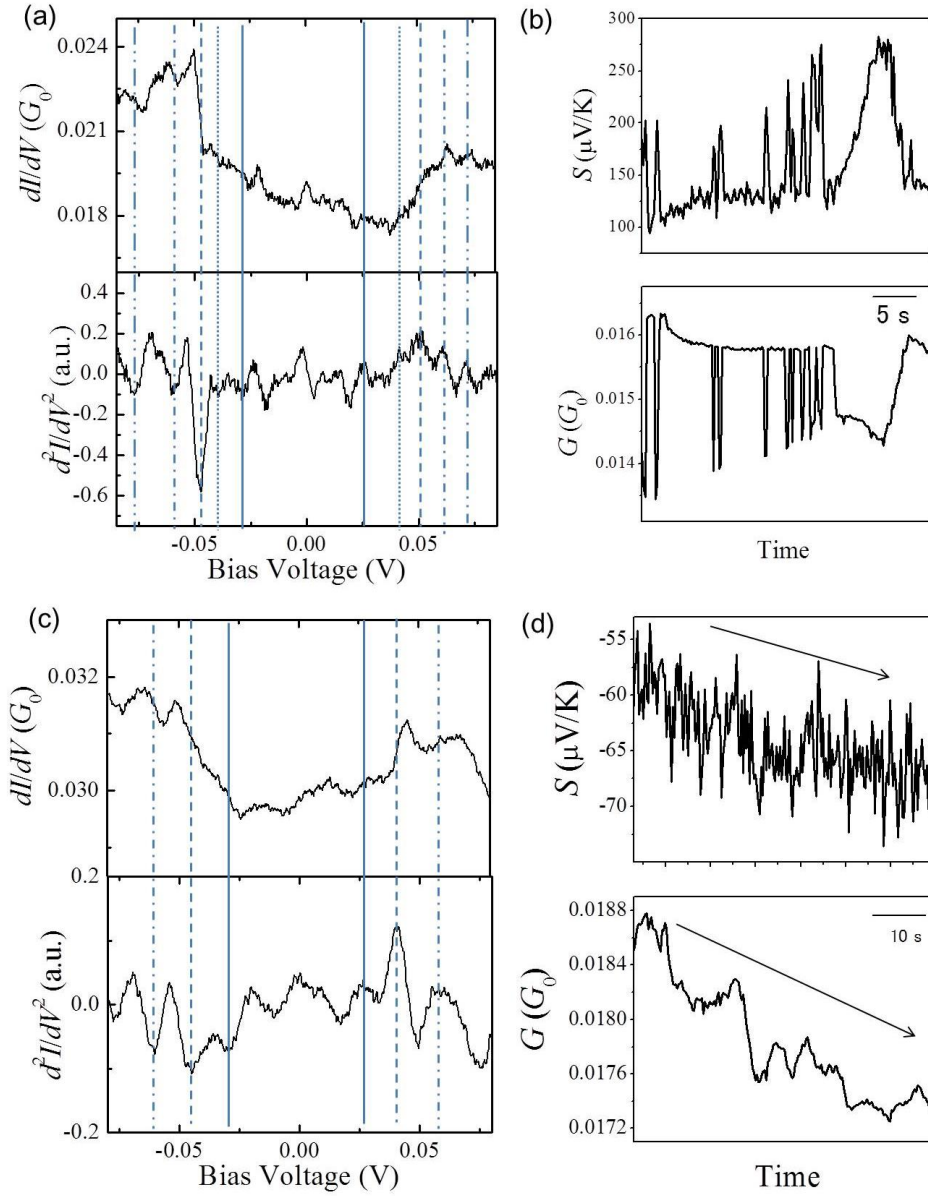 (a)
dI/dV (G₀)
0.024
0.021
0.018
d²I/dV² (a.u.)
0.4
0.2
0.0
-0.2
-0.4
-0.6
-0.05
0.00
0.05
Bias Voltage (V)
(b)
S (μV/K)
300
250
200
150
100
G (G₀)
0.016
0.015
0.014
5 s
Time
(c)
dI/dV (G₀)
0.032
0.030
d²I/dV² (a.u.)
0.2
0.0
-0.2
-0.05
0.00
0.05
Bias Voltage (V)
(d)
S (μV/K)
-55
-60
-65
-70
G (G₀)
0.0188
0.0184
0.0180
0.0176
0.0172
10 s
Time